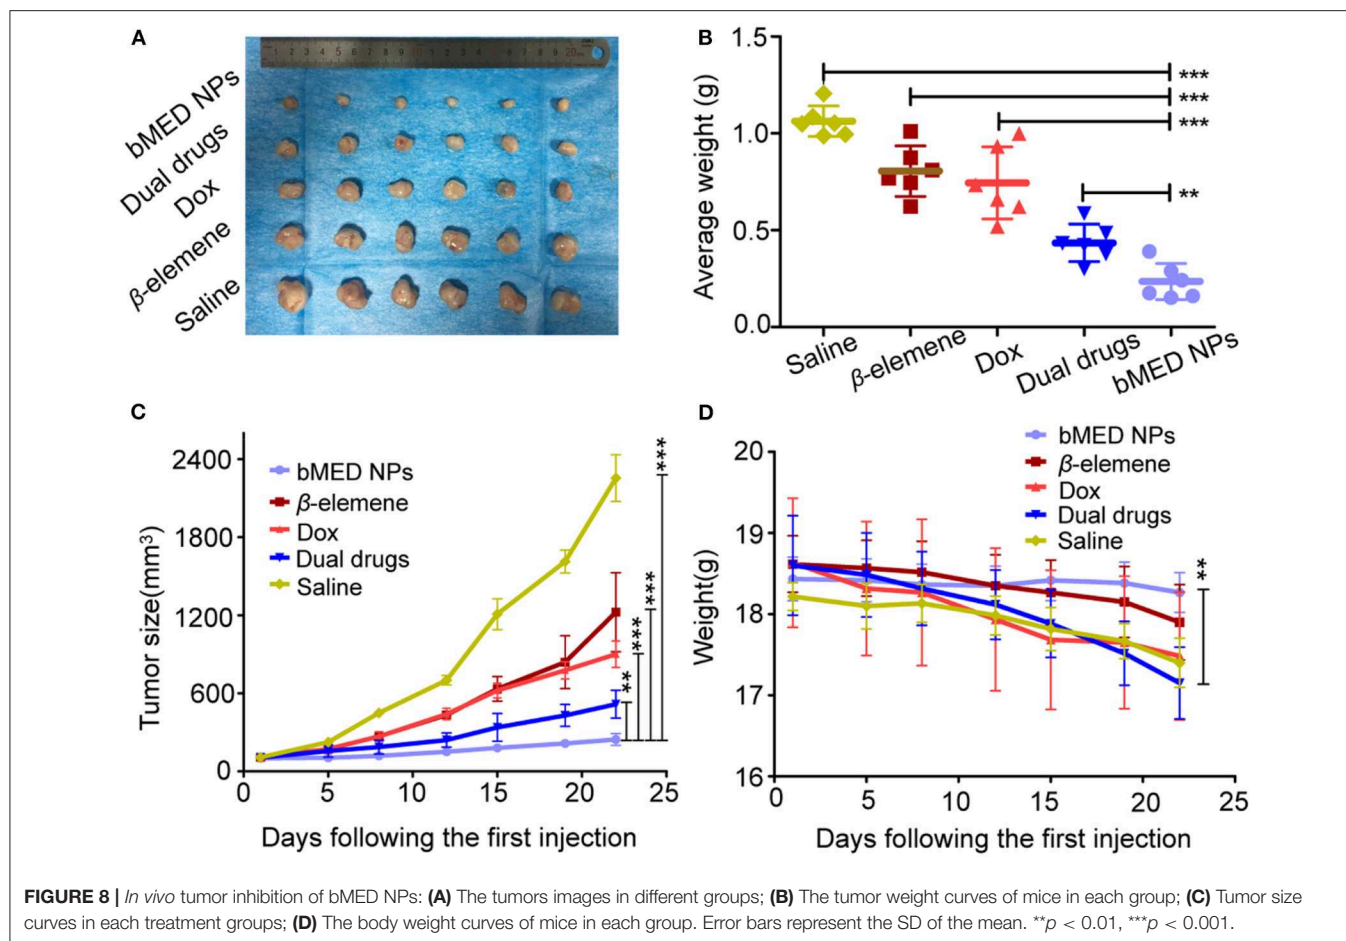 A
bMED NPs
Dual drugs
Dox
β-elemene
Saline
B
Average weight (g)
1.5
1.0
0.5
0.0
***
***
***
**
Saline
β-elemene
Dox
Dual drugs
bMED NPs
C
Tumor size(mm³)
2400
1800
1200
600
0
bMED NPs
β-elemene
Dox
Dual drugs
Saline
**
***
***
***
0 5 10 15 20 25
Days following the first injection
D
Weight(g)
20
19
18
17
16
bMED NPs
β-elemene
Dox
Dual drugs
Saline
**
0 5 10 15 20 25
Days following the first injection
FIGURE 8 | In vivo tumor inhibition of bMED NPs: (A) The tumors images in different groups; (B) The tumor weight curves of mice in each group; (C) Tumor size
curves in each treatment groups; (D) The body weight curves of mice in each group. Error bars represent the SD of the mean. **p < 0.01, ***p < 0.001.